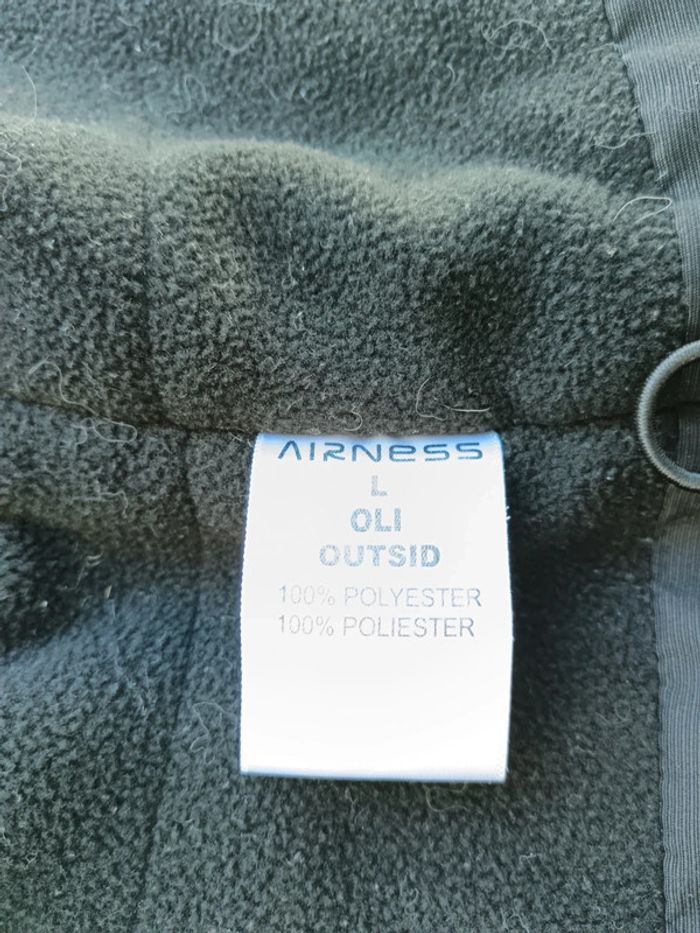 AIRNESS
L
OLI
OUTSID
100% POLYESTER
100% POLIESTER